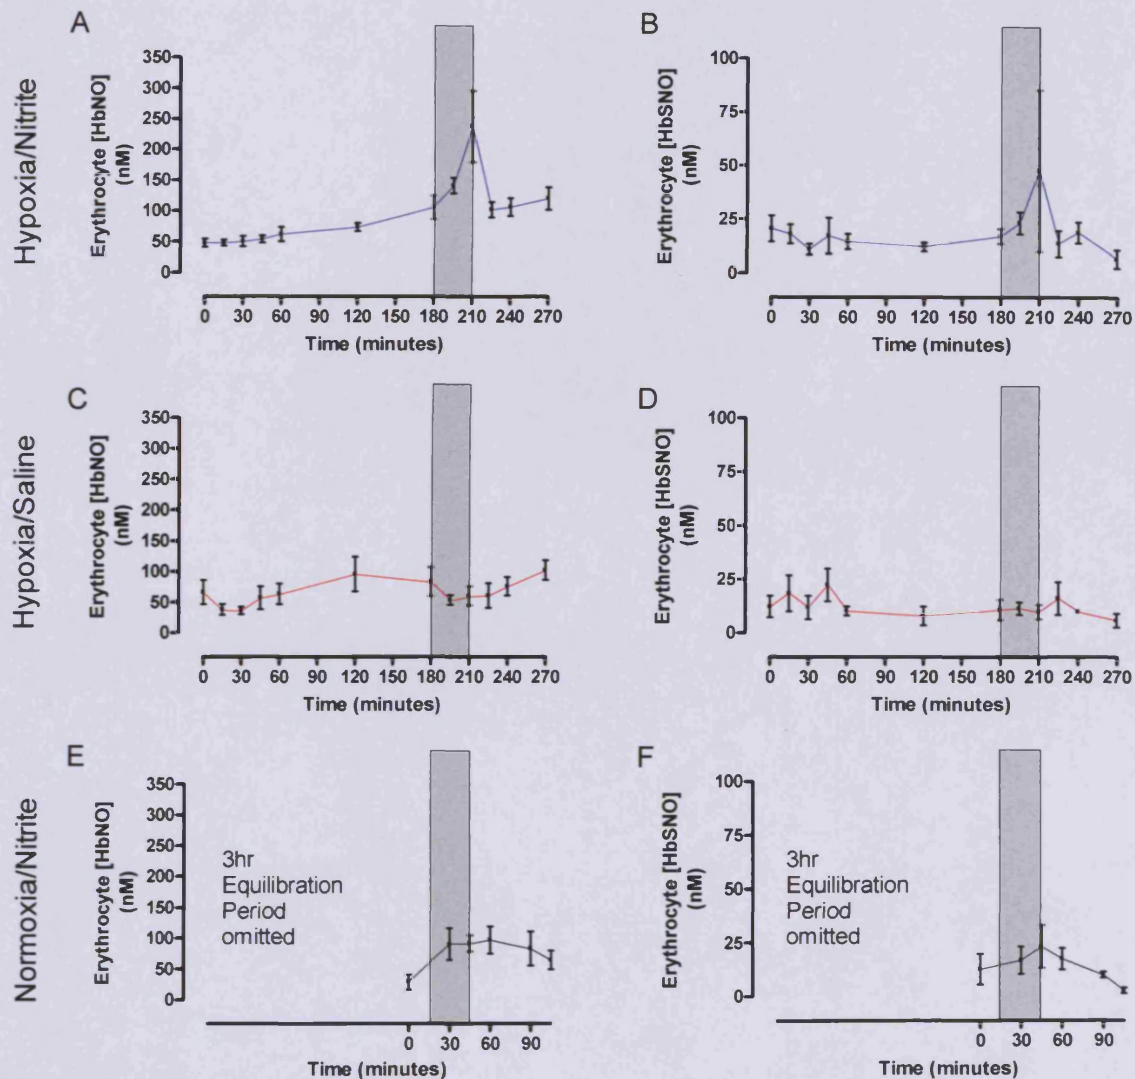 A
B
Hypoxia/Nitrite
Erythrocyte [HbNO]
(nM)
350
300
250
200
150
100
50
0
0 30 60 90 120 150 180 210 240 270
Time (minutes)
Erythrocyte [HbSNO]
(nM)
100
75
50
25
0
0 30 60 90 120 150 180 210 240 270
Time (minutes)
C
D
Hypoxia/Saline
Erythrocyte [HbNO]
(nM)
350
300
250
200
150
100
50
0
0 30 60 90 120 150 180 210 240 270
Time (minutes)
Erythrocyte [HbSNO]
(nM)
100
75
50
25
0
0 30 60 90 120 150 180 210 240 270
Time (minutes)
E
F
Normoxia/Nitrite
Erythrocyte [HbNO]
(nM)
350
300
250
200
150
100
50
0
3hr
Equilibration
Period
omitted
0 30 60 90
Time (minutes)
Erythrocyte [HbSNO]
(nM)
100
75
50
25
0
3hr
Equilibration
Period
omitted
0 30 60 90
Time (minutes)